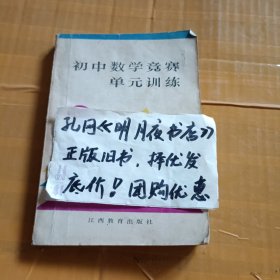 初中数学竞赛
单元训练
孔网《明月夜书店》
正版旧书，择优发
底价！团购优惠
江西教育出版社